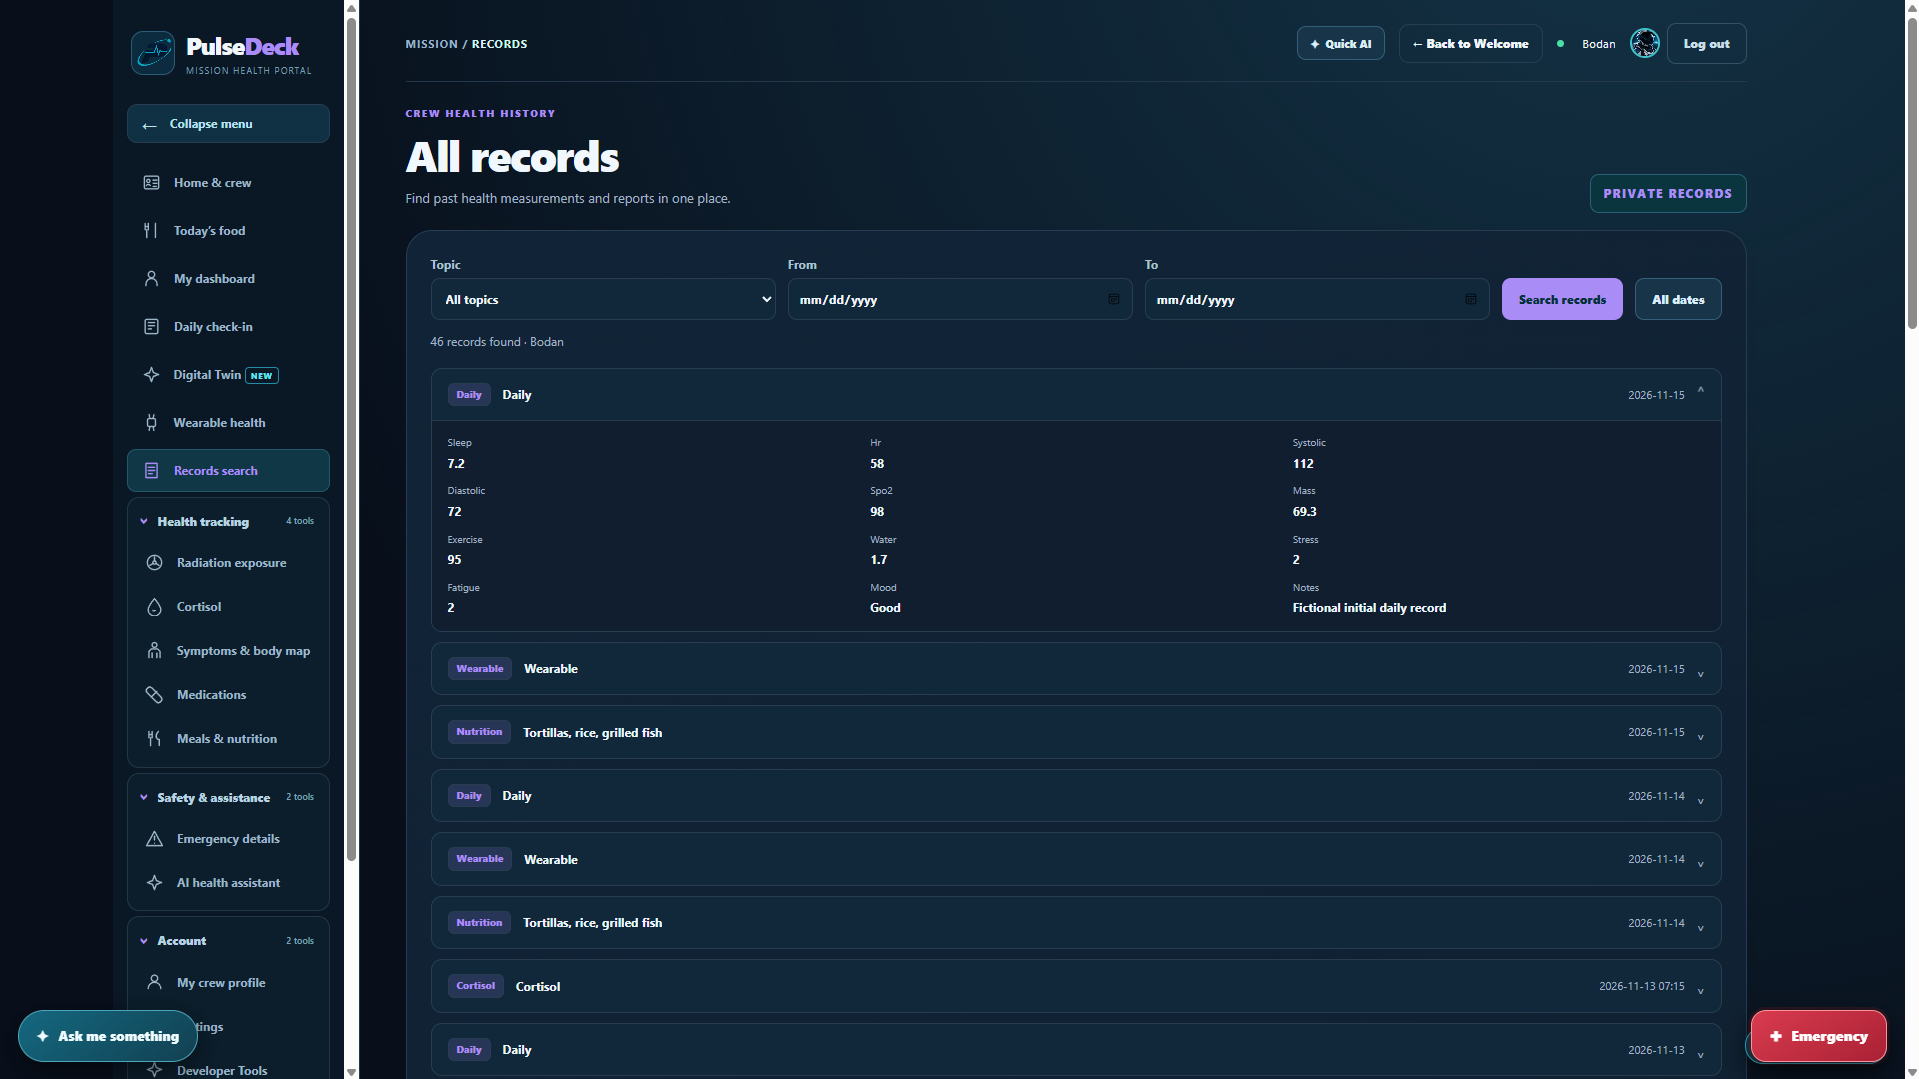 PulseDeck
MISSION HEALTH PORTAL
← Collapse menu
Home & crew
Today's food
My dashboard
Daily check-in
Digital Twin NEW
Wearable health
Records search
Health tracking 4 tools
Radiation exposure
Cortisol
Symptoms & body map
Medications
Meals & nutrition
Safety & assistance 2 tools
Emergency details
AI health assistant
Account 2 tools
My crew profile
tings
Developer Tools
Ask me something
MISSION / RECORDS
Quick AI
← Back to Welcome
Bodan
Log out
CREW HEALTH HISTORY
All records
Find past health measurements and reports in one place.
PRIVATE RECORDS
Topic From To
All topics mm/dd/yyyy mm/dd/yyyy Search records All dates
46 records found · Bodan
Daily Daily 2026-11-15
Sleep Hr Systolic
7.2 58 112
Diastolic Spo2 Mass
72 98 69.3
Exercise Water Stress
95 1.7 2
Fatigue Mood Notes
2 Good Fictional initial daily record
Wearable Wearable 2026-11-15
Nutrition Tortillas, rice, grilled fish 2026-11-15
Daily Daily 2026-11-14
Wearable Wearable 2026-11-14
Nutrition Tortillas, rice, grilled fish 2026-11-14
Cortisol Cortisol 2026-11-13 07:15
Daily Daily 2026-11-13
Emergency